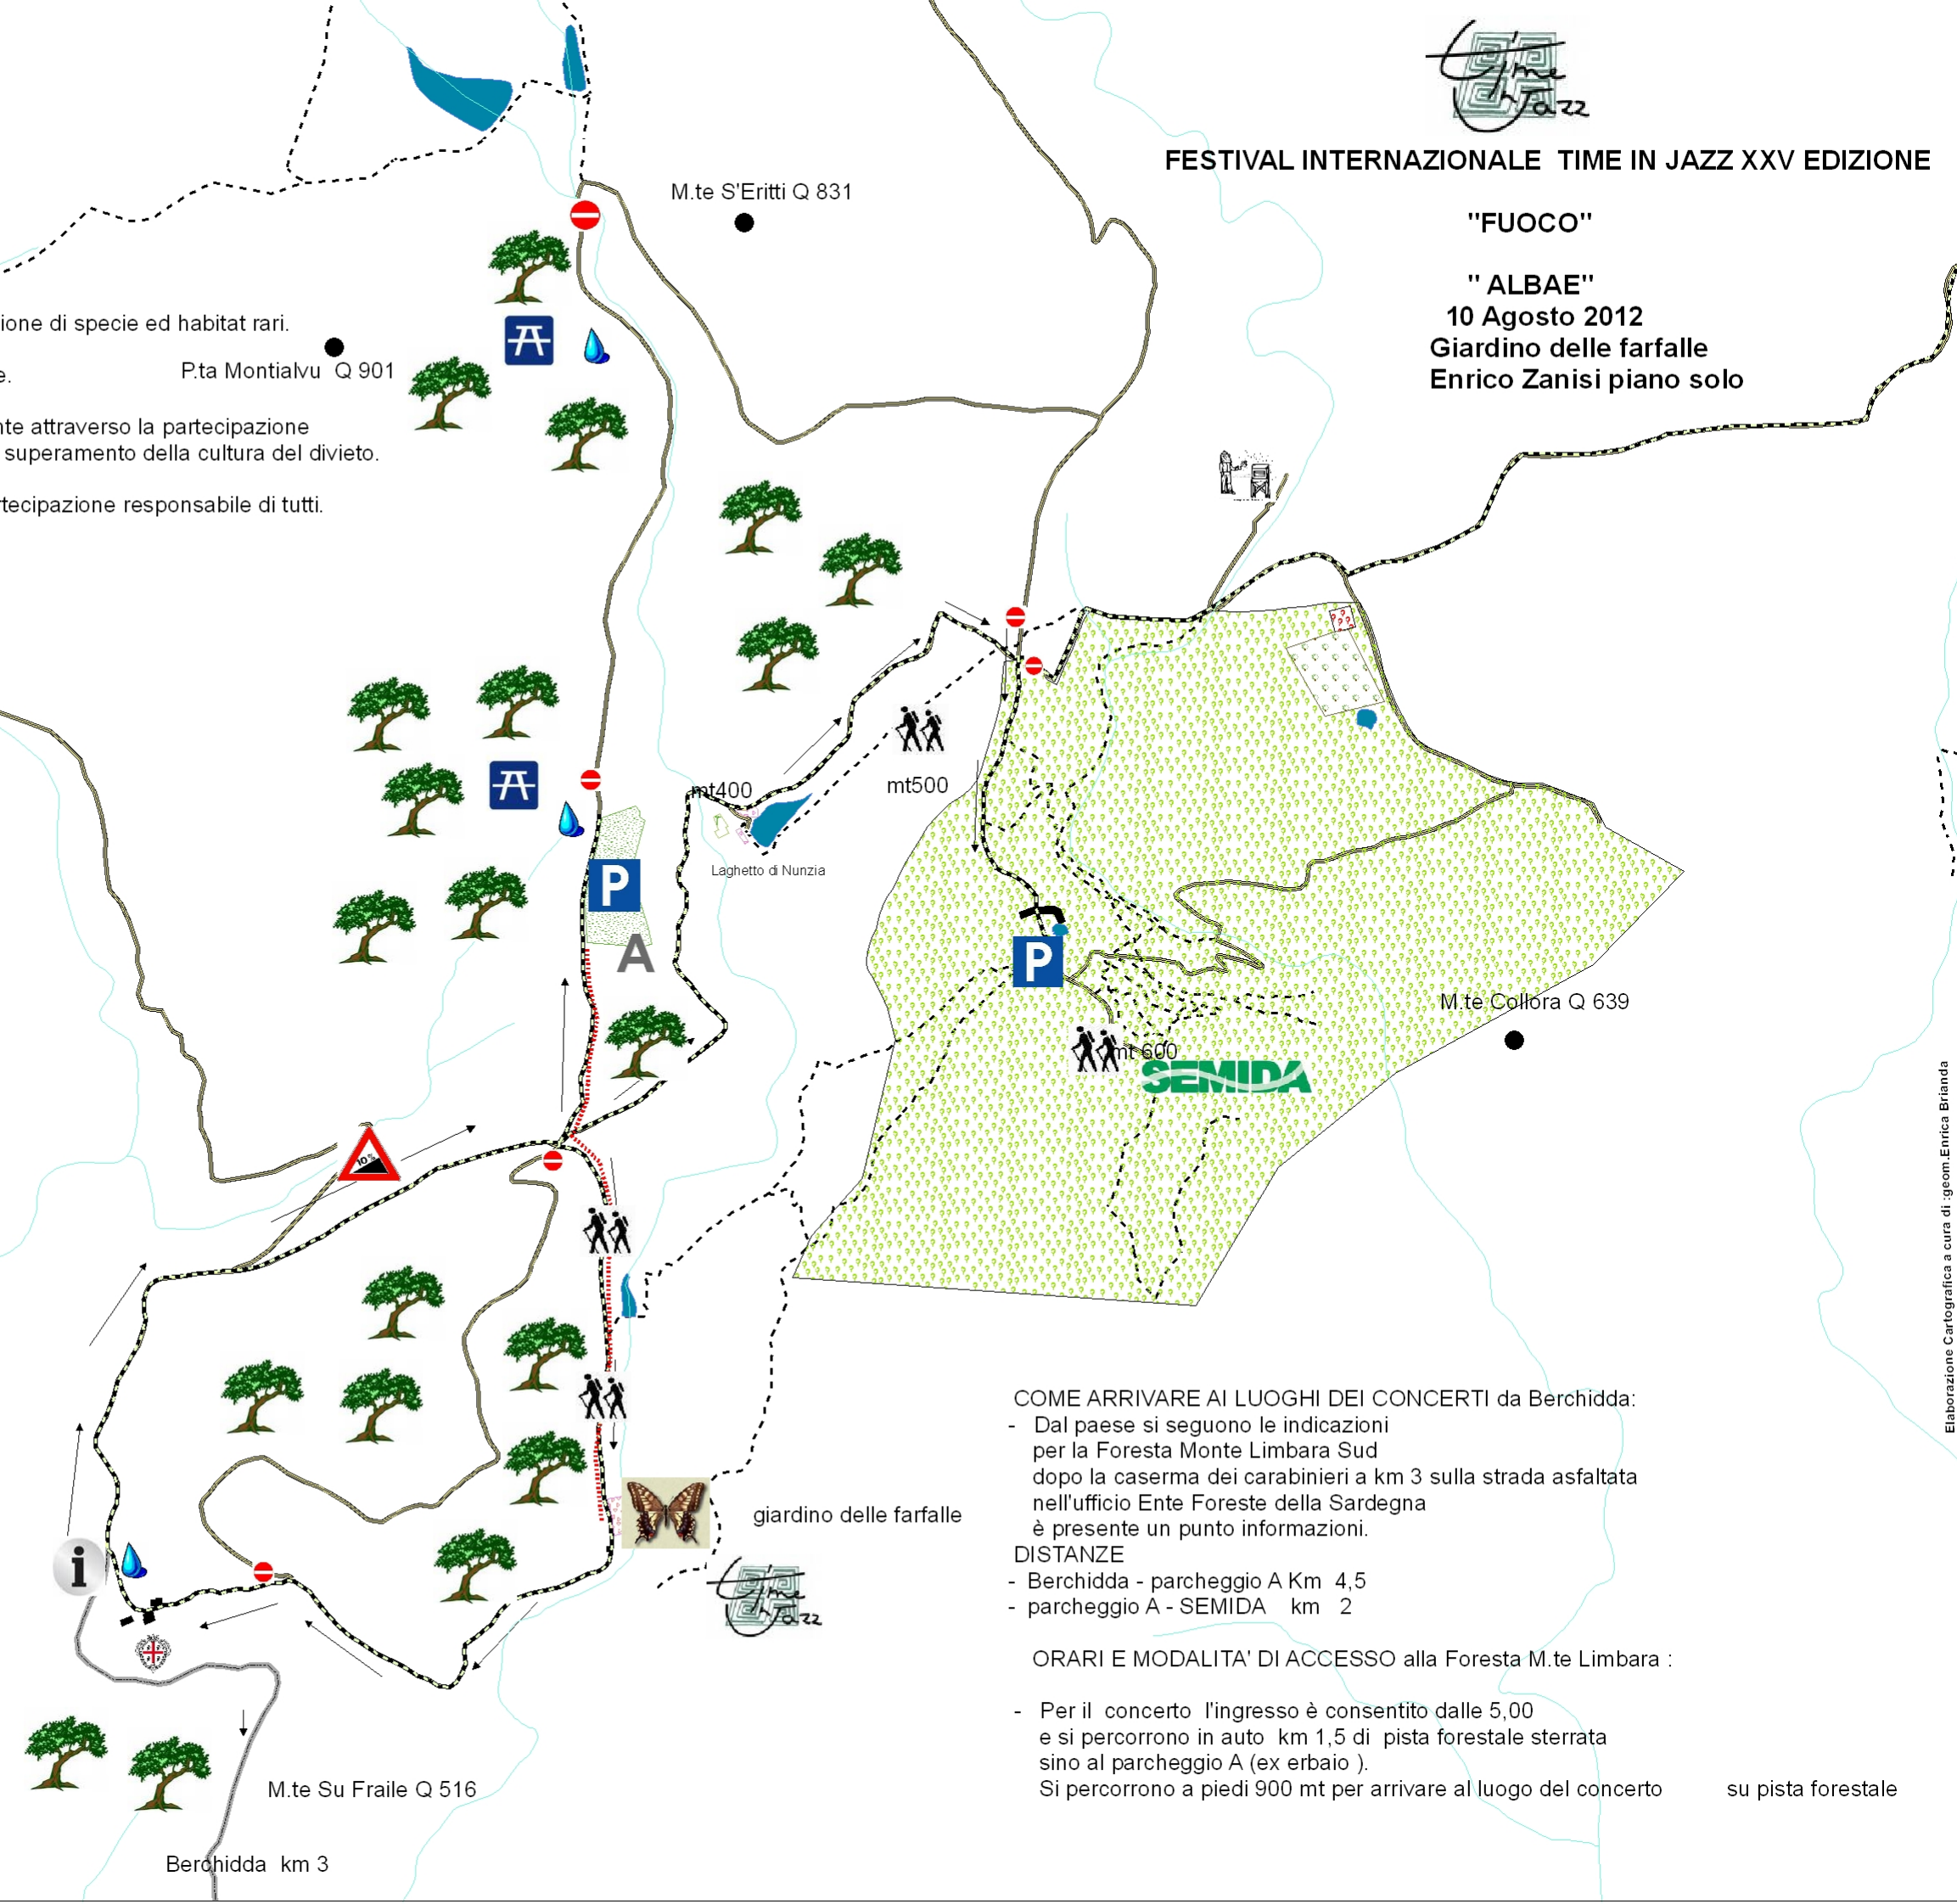 Time in Jazz
FESTIVAL INTERNAZIONALE TIME IN JAZZ XXV EDIZIONE
"FUOCO"
" ALBAE"
10 Agosto 2012
Giardino delle farfalle
Enrico Zanisi piano solo
M.te S'Eritti Q 831
ione di specie ed habitat rari.
P.ta Montialvu Q 901
e.
nte attraverso la partecipazione
superamento della cultura del divieto.
rtecipazione responsabile di tutti.
mt400
mt500
Laghetto di Nunzia
P
A
P
M.te Collora Q 639
mt 600
SEMIDA
10%
giardino delle farfalle
i
Time in Jazz
M.te Su Fraile Q 516
Berchidda km 3
COME ARRIVARE AI LUOGHI DEI CONCERTI da Berchidda:
- Dal paese si seguono le indicazioni
per la Foresta Monte Limbara Sud
dopo la caserma dei carabinieri a km 3 sulla strada asfaltata
nell'ufficio Ente Foreste della Sardegna
è presente un punto informazioni.
DISTANZE
- Berchidda - parcheggio A Km 4,5
- parcheggio A - SEMIDA km 2
ORARI E MODALITA' DI ACCESSO alla Foresta M.te Limbara :
- Per il concerto l'ingresso è consentito dalle 5,00
e si percorrono in auto km 1,5 di pista forestale sterrata
sino al parcheggio A (ex erbaio ).
Si percorrono a piedi 900 mt per arrivare al luogo del concerto su pista forestale
Elaborazione Cartografica a cura di :geom.Enrica Brianda